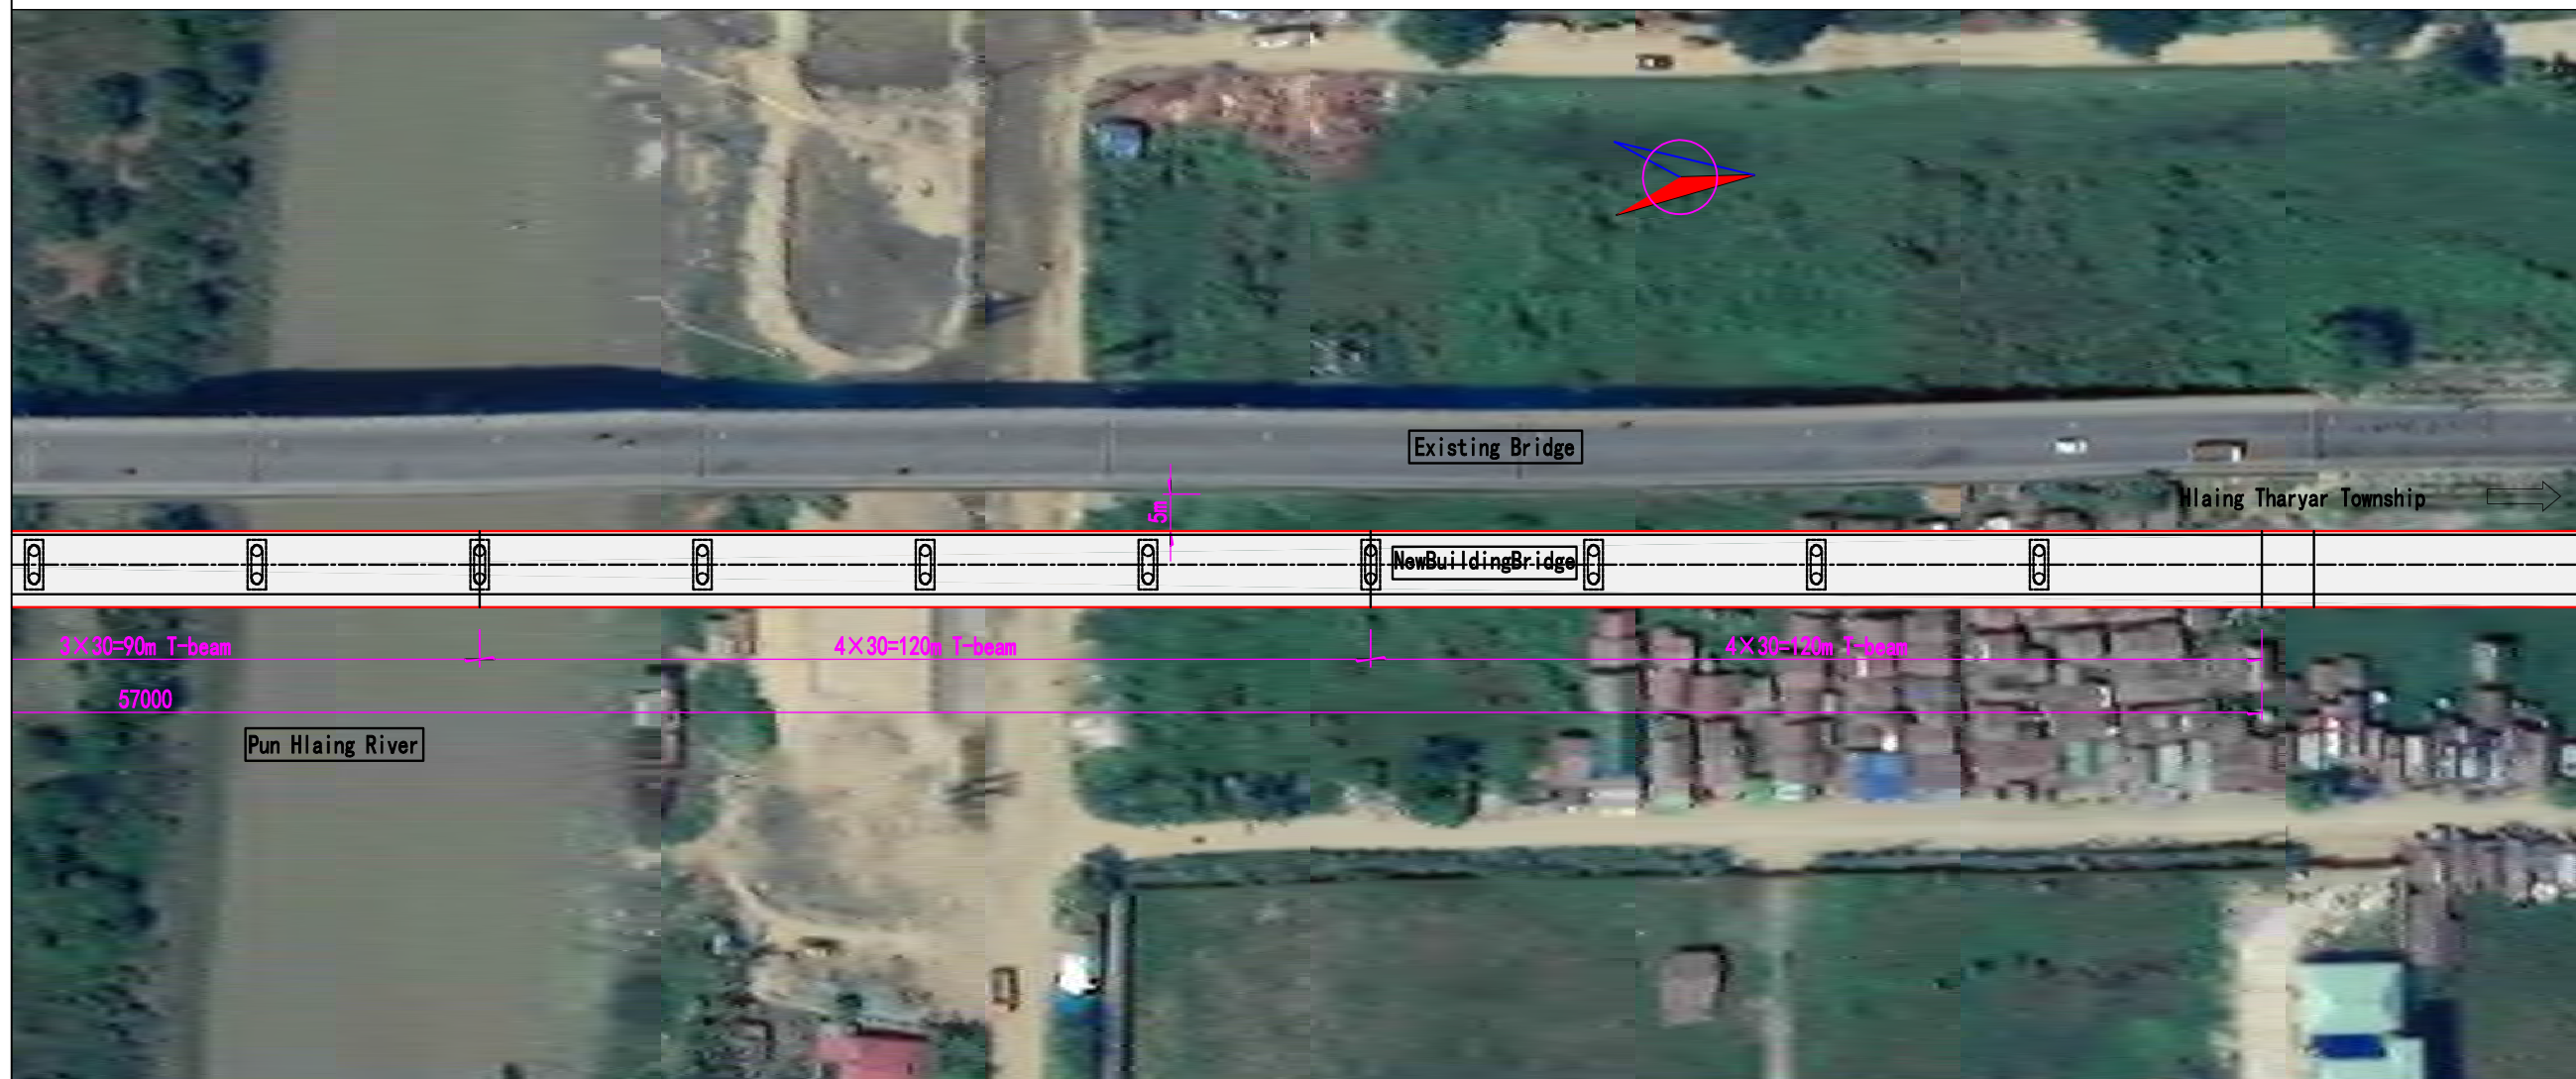 Existing Bridge
5m
Hlaing Tharyar Township
NewBuildingBridge
3×30=90m T-beam
4×30=120m T-beam
4×30=120m T-beam
57000
Pun Hlaing River